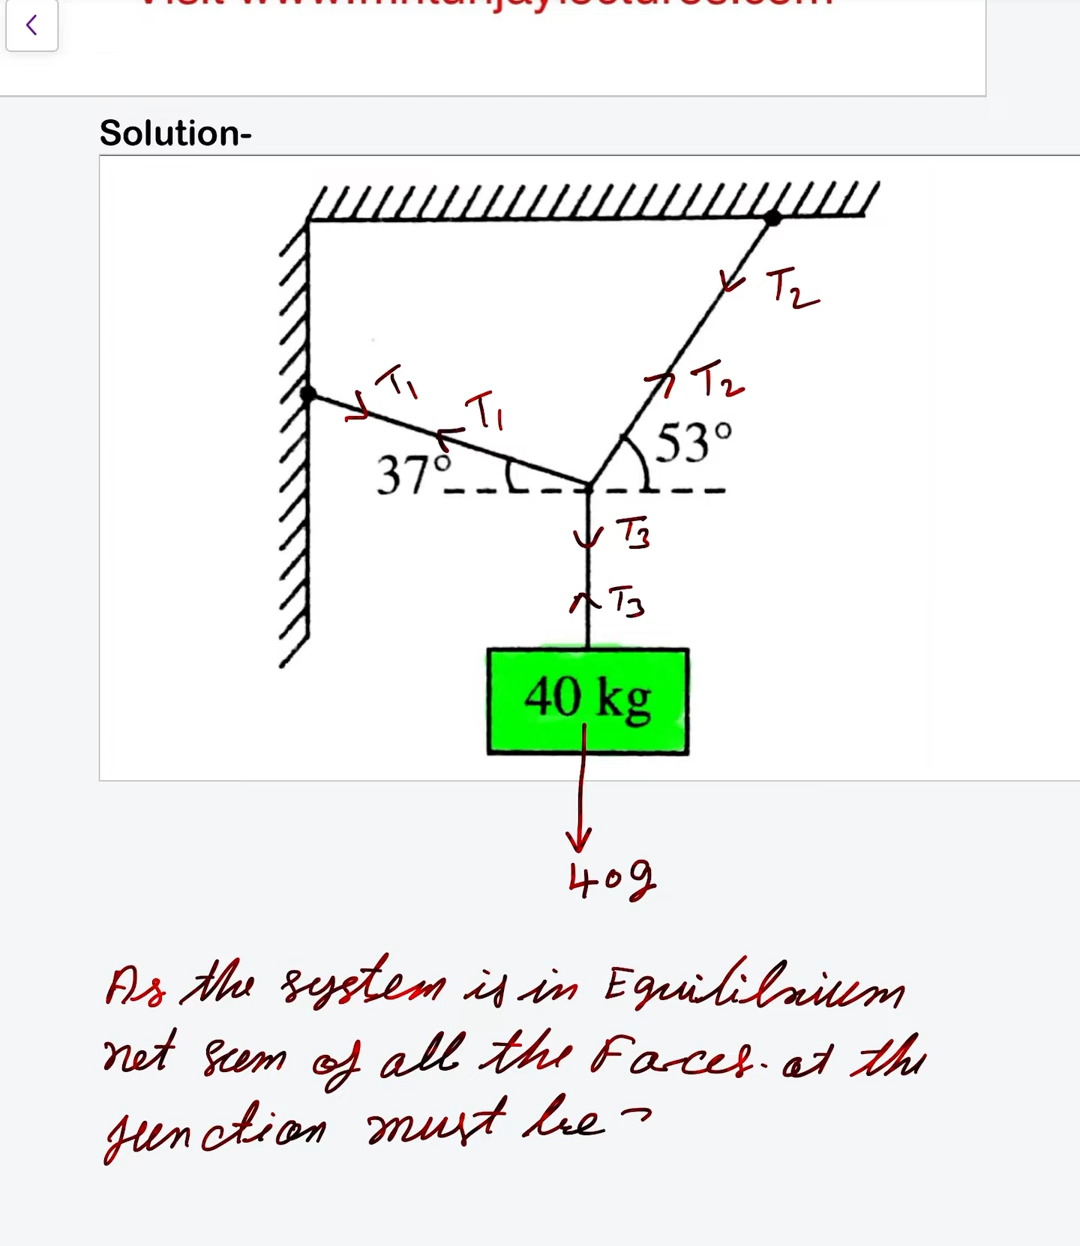 Solution-
T2
T1
T1
T2
53°
37°
T3
T3
40 kg
40g
As the system is in Equilibrium
net sum of all the Forces. at the
junction must be